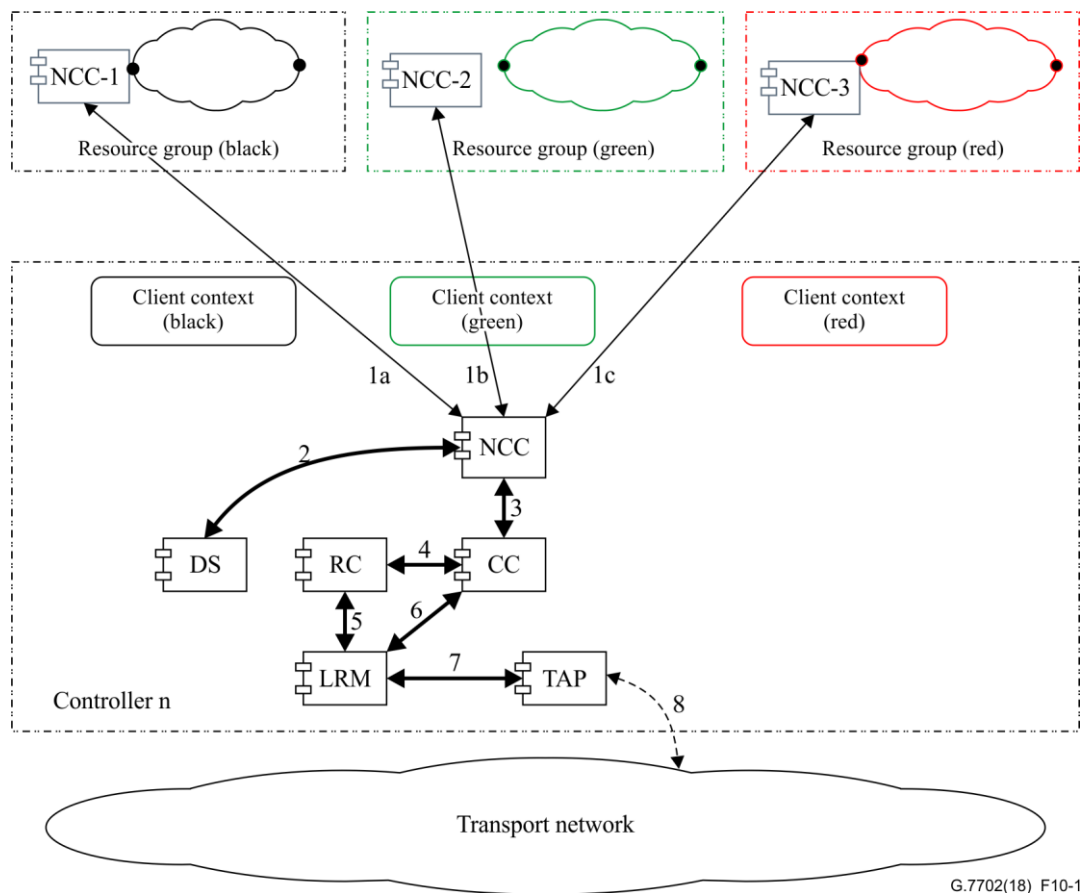 NCC-1
NCC-2
NCC-3
Resource group (black)
Resource group (green)
Resource group (red)
Client context
(black)
Client context
(green)
Client context
(red)
1a
1b
1c
NCC
2
3
DS
RC
4
CC
5
6
LRM
7
TAP
8
Controller n
Transport network
G.7702(18)_F10-1